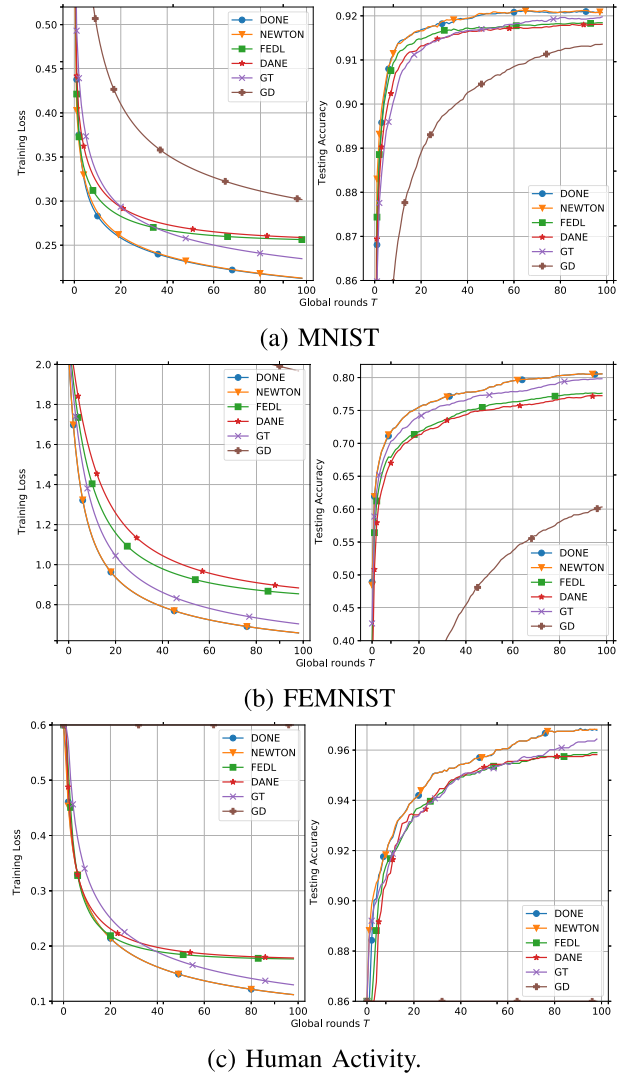 0.50
0.45
0.40
0.35
0.30
0.25
Training Loss
0 20 40 60 80 100
Global rounds T
DONE
NEWTON
FEDL
DANE
GT
GD
0.92
0.91
0.90
0.89
0.88
0.87
0.86
Testing Accuracy
0 20 40 60 80 100
Global rounds T
DONE
NEWTON
FEDL
DANE
GT
GD
(a) MNIST
2.0
1.8
1.6
1.4
1.2
1.0
0.8
Training Loss
0 20 40 60 80 100
Global rounds T
DONE
NEWTON
FEDL
DANE
GT
GD
0.80
0.75
0.70
0.65
0.60
0.55
0.50
0.45
0.40
Testing Accuracy
0 20 40 60 80 100
Global rounds T
DONE
NEWTON
FEDL
DANE
GT
GD
(b) FEMNIST
0.6
0.5
0.4
0.3
0.2
0.1
Training Loss
0 20 40 60 80 100
Global rounds T
DONE
NEWTON
FEDL
DANE
GT
GD
0.96
0.94
0.92
0.90
0.88
0.86
Testing Accuracy
0 20 40 60 80 100
Global rounds T
DONE
NEWTON
FEDL
DANE
GT
GD
(c) Human Activity.